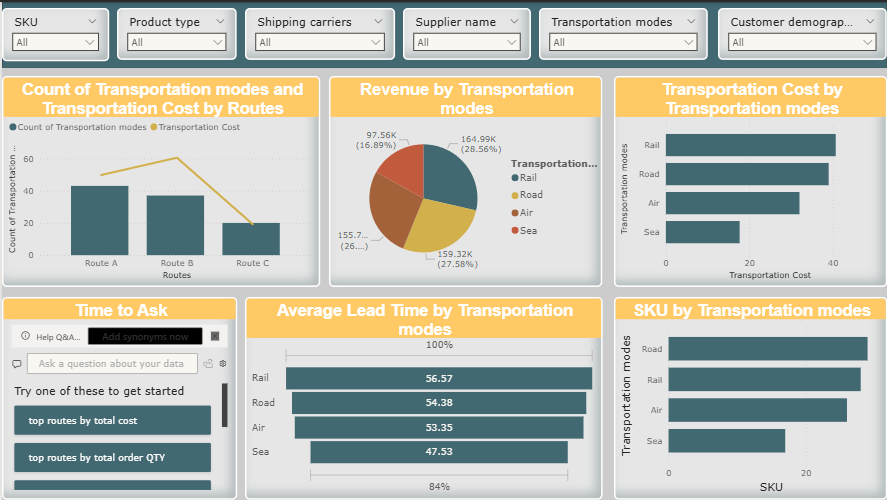 SKU
All
Product type
All
Shipping carriers
All
Supplier name
All
Transportation modes
All
Customer demograp...
All
Count of Transportation modes and
Transportation Cost by Routes
Count of Transportation modes
Transportation Cost
Count of Transportation ...
60
40
20
0
Route A
Route B
Route C
Routes
Revenue by Transportation
modes
97.56K
(16.89%)
164.99K
(28.56%)
155.7...
(26....)
159.32K
(27.58%)
Transportation...
Rail
Road
Air
Sea
Transportation Cost by
Transportation modes
Transportation modes
Rail
Road
Air
Sea
0
20
40
Transportation Cost
Time to Ask
Help Q&A...
Add synonyms now
Ask a question about your data
Try one of these to get started
top routes by total cost
top routes by total order QTY
Average Lead Time by Transportation
modes
100%
Rail
56.57
Road
54.38
Air
53.35
Sea
47.53
84%
SKU by Transportation modes
Transportation modes
Road
Rail
Air
Sea
0
20
SKU